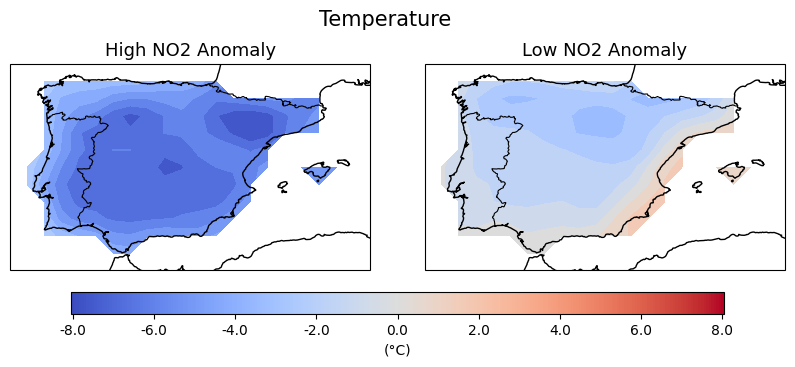 Temperature
High NO2 Anomaly
Low NO2 Anomaly
-8.0 -6.0 -4.0 -2.0 0.0 2.0 4.0 6.0 8.0
(°C)